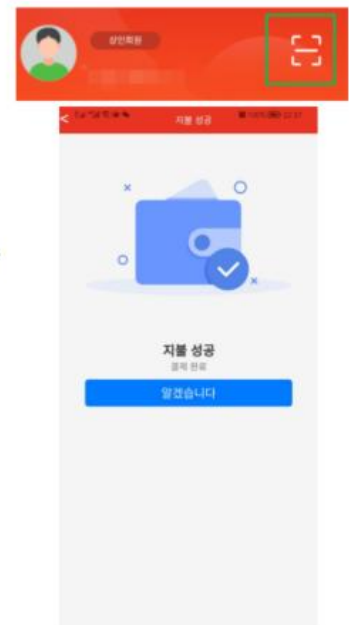 상인회원
지불 성공
지불 성공
결제 완료
알겠습니다